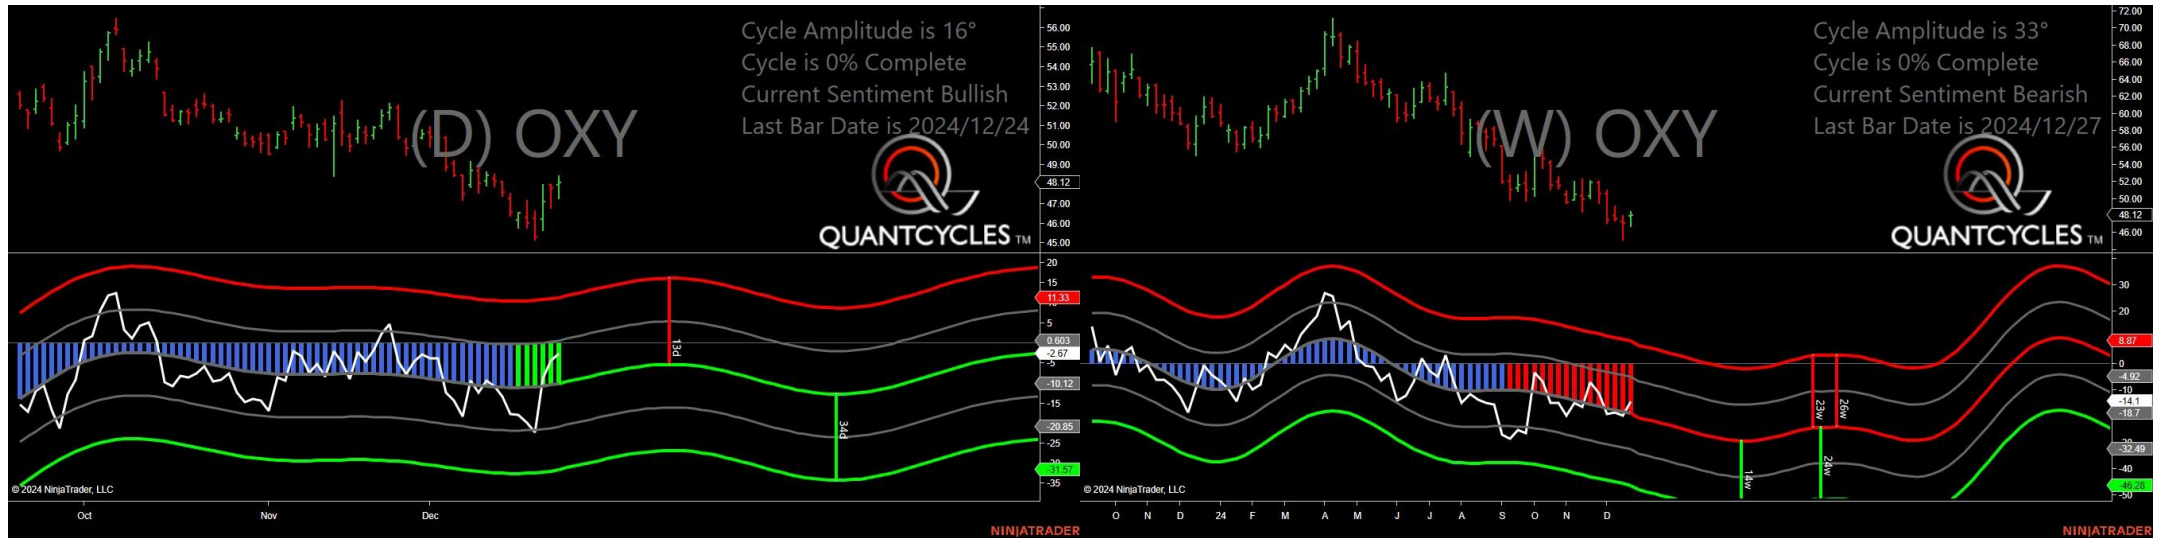 Cycle Amplitude is 16°
Cycle is 0% Complete
Current Sentiment Bullish
Last Bar Date is 2024/12/24
(D) OXY
QUANTCYCLES TM
56.00
55.00
54.00
53.00
52.00
51.00
50.00
49.00
48.12
47.00
46.00
45.00
20
15
11.33
5
0.603
-2.67
-5
-10.12
-15
-20.85
-25
-31.57
-35
13d
34d
© 2024 NinjaTrader, LLC
Oct Nov Dec
NINJATRADER
Cycle Amplitude is 33°
Cycle is 0% Complete
Current Sentiment Bearish
Last Bar Date is 2024/12/27
(W) OXY
QUANTCYCLES TM
72.00
70.00
68.00
66.00
64.00
62.00
60.00
58.00
56.00
54.00
52.00
50.00
48.12
46.00
30
20
8.87
0
-4.92
-10
-14.1
-18.7
-32.49
-40
-46.28
-50
14w
23w
24w
26w
© 2024 NinjaTrader, LLC
O N D 24 F M A M J J A S O N D
NINJATRADER